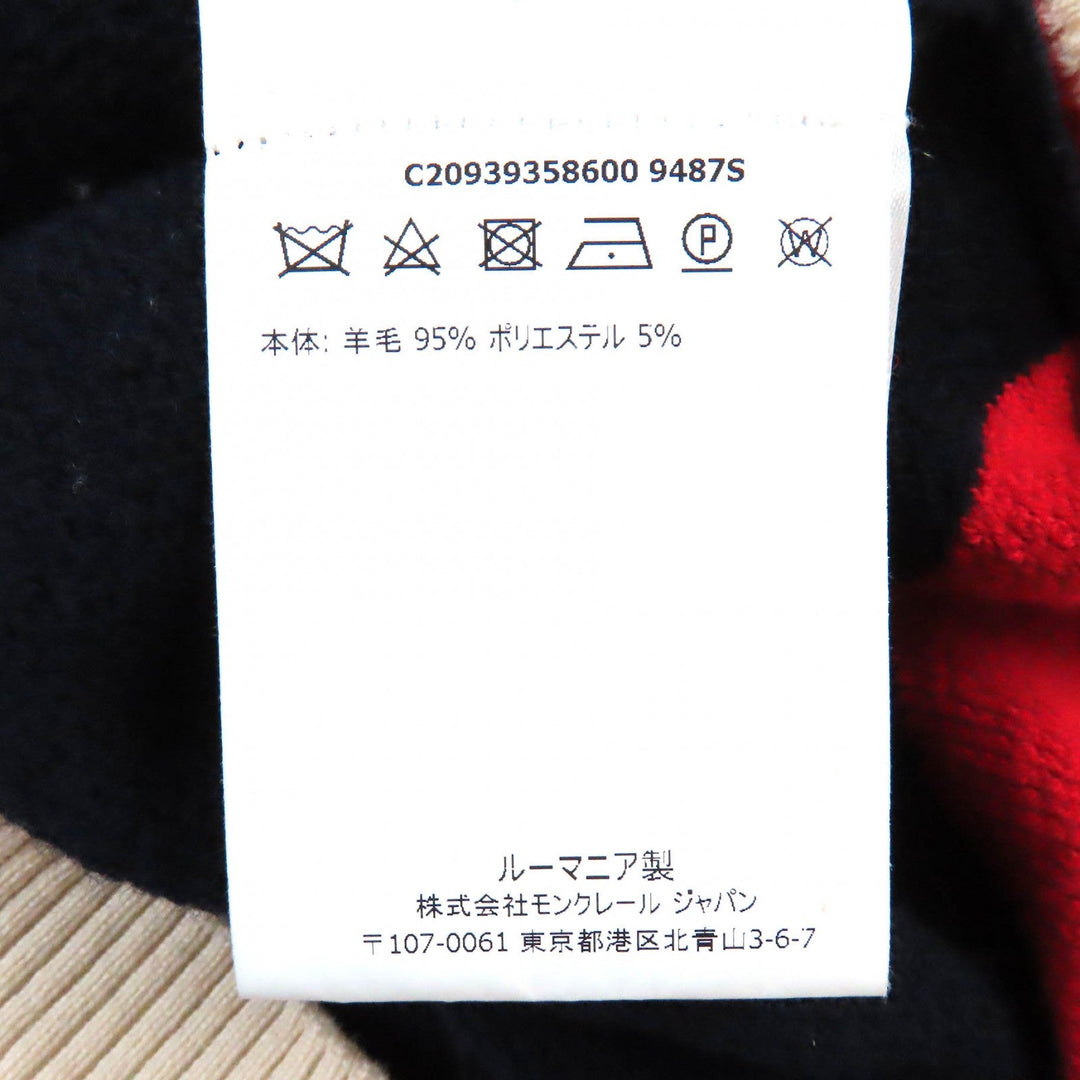 C20939358600 9487S
P W
本体: 羊毛 95% ポリエステル 5%
ルーマニア製
株式会社モンクレール ジャパン
〒107-0061 東京都港区北青山3-6-7